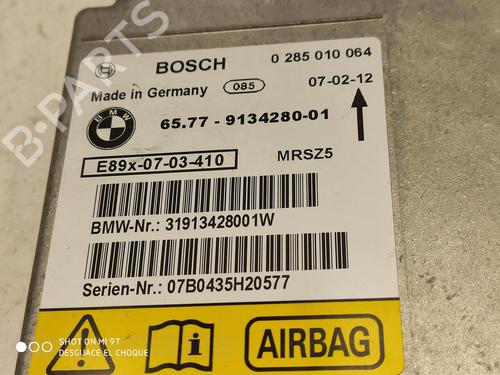 B-PARTS
BOSCH 0 285 010 064
Made in Germany 085 07-02-12
BMW 65.77 - 9134280-01
E89x-07-03-410 MRSZ5
BMW-Nr.: 31913428001W
Serien-Nr.: 07B0435H20577
AIRBAG
SHOT ON MI 9T
DESGUACE EL CHOQUE